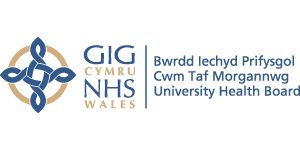 GIG
CYMRU
NHS
WALES
Bwrdd Iechyd Prifysgol
Cwm Taf Morgannwg
University Health Board